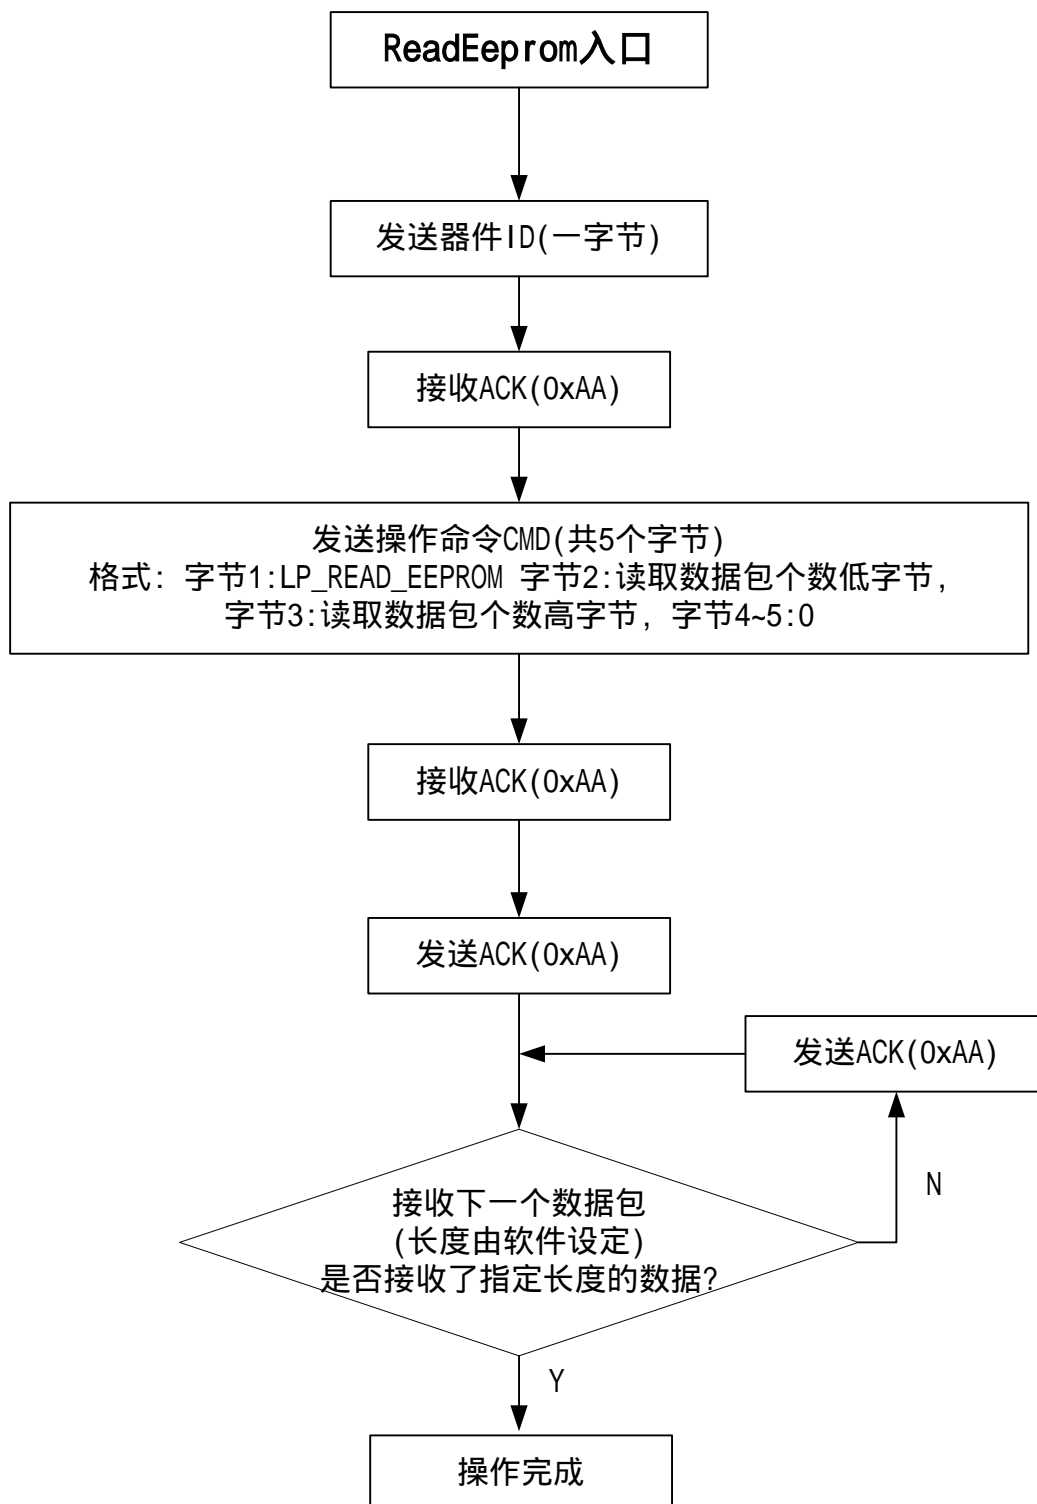 ReadEeprom入口
发送器件ID(一字节)
接收ACK(0xAA)
发送操作命令CMD(共5个字节)
格式: 字节1:LP_READ_EEPROM 字节2:读取数据包个数低字节,
字节3:读取数据包个数高字节, 字节4~5:0
接收ACK(0xAA)
发送ACK(0xAA)
发送ACK(0xAA)
N
接收下一个数据包
(长度由软件设定)
是否接收了指定长度的数据?
Y
操作完成